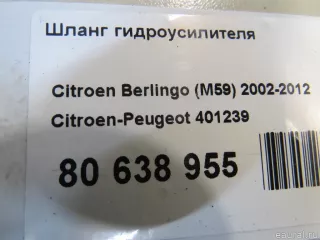 Шланг гидроусилителя
Citroen Berlingo (M59) 2002-2012
Citroen-Peugeot 401239
80 638 955